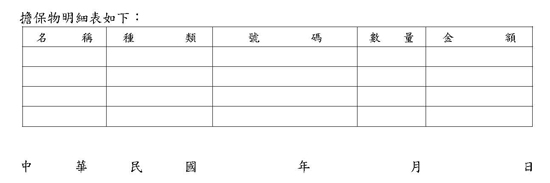 擔保物明細表如下：
名稱 種類 號碼 數量 金額
中華民國 年 月 日